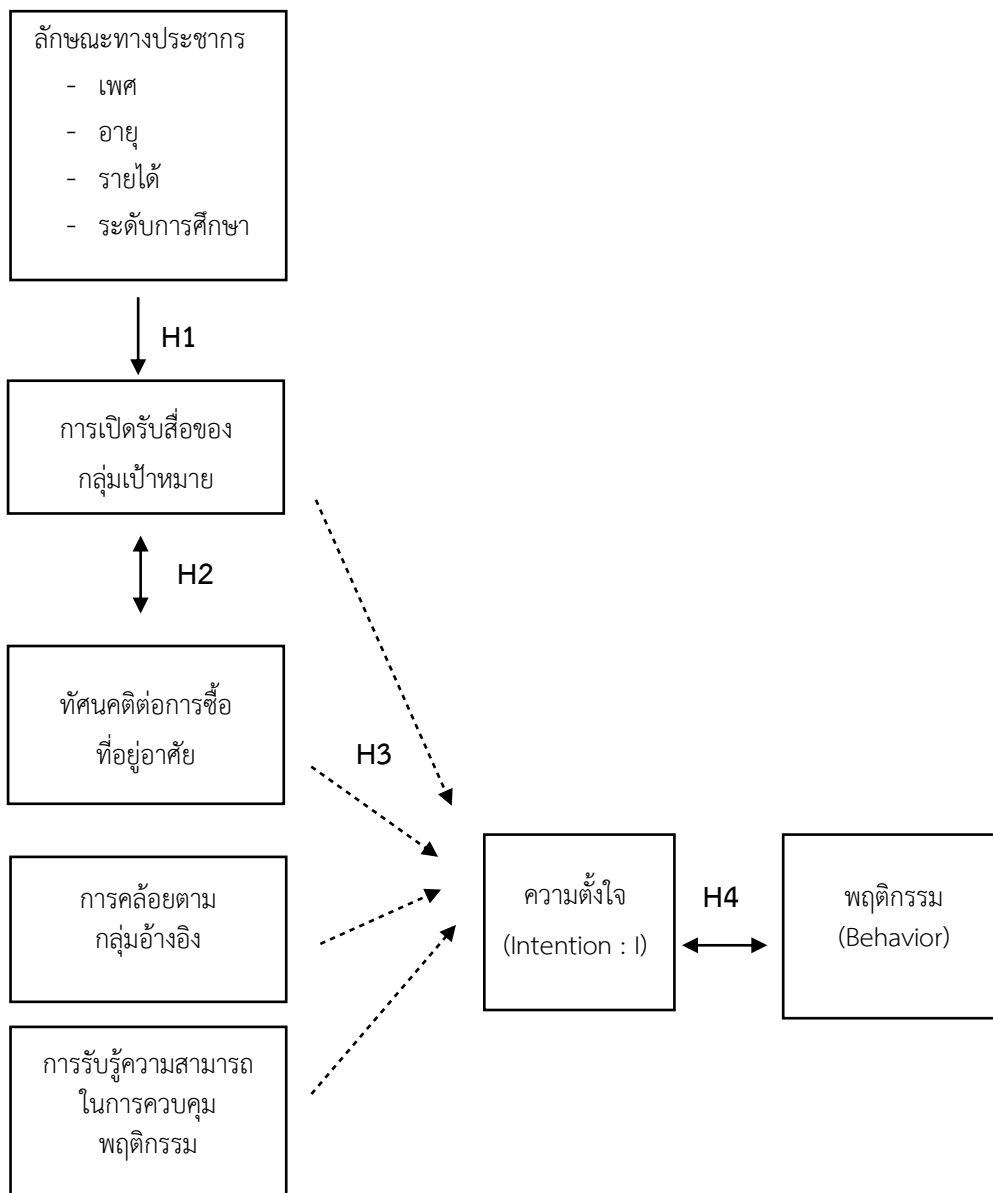 ลักษณะทางประชากร
- เพศ
- อายุ
- รายได้
- ระดับการศึกษา
H1
การเปิดรับสื่อของ
กลุ่มเป้าหมาย
H2
ทัศนคติต่อการซื้อ
ที่อยู่อาศัย
H3
การคล้อยตาม
กลุ่มอ้างอิง
การรับรู้ความสามารถ
ในการควบคุม
พฤติกรรม
ความตั้งใจ
(Intention : I)
H4
พฤติกรรม
(Behavior)